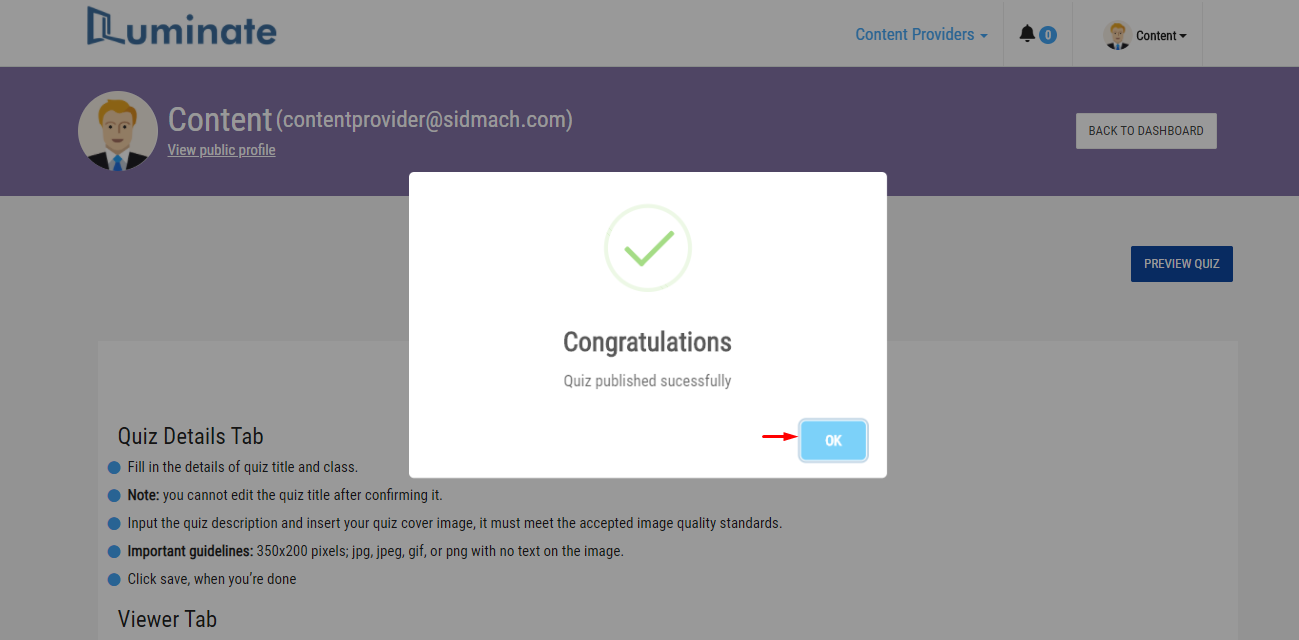 Iluminate
Content Providers
0
Content
Content (contentprovider@sidmach.com)
View public profile
BACK TO DASHBOARD
PREVIEW QUIZ
Congratulations
Quiz published sucessfully
OK
Quiz Details Tab
Fill in the details of quiz title and class.
Note: you cannot edit the quiz title after confirming it.
Input the quiz description and insert your quiz cover image, it must meet the accepted image quality standards.
Important guidelines: 350x200 pixels; jpg, jpeg, gif, or png with no text on the image.
Click save, when you're done
Viewer Tab